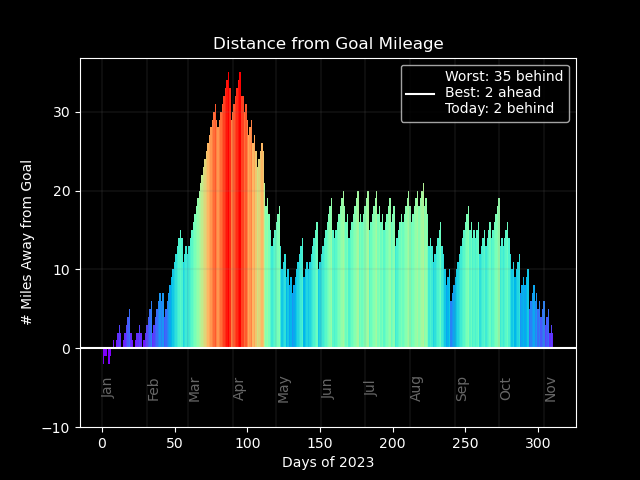 Distance from Goal Mileage
Worst: 35 behind
Best: 2 ahead
Today: 2 behind
# Miles Away from Goal
30
20
10
0
−10
Jan
Feb
Mar
Apr
May
Jun
Jul
Aug
Sep
Oct
Nov
0
50
100
150
200
250
300
Days of 2023